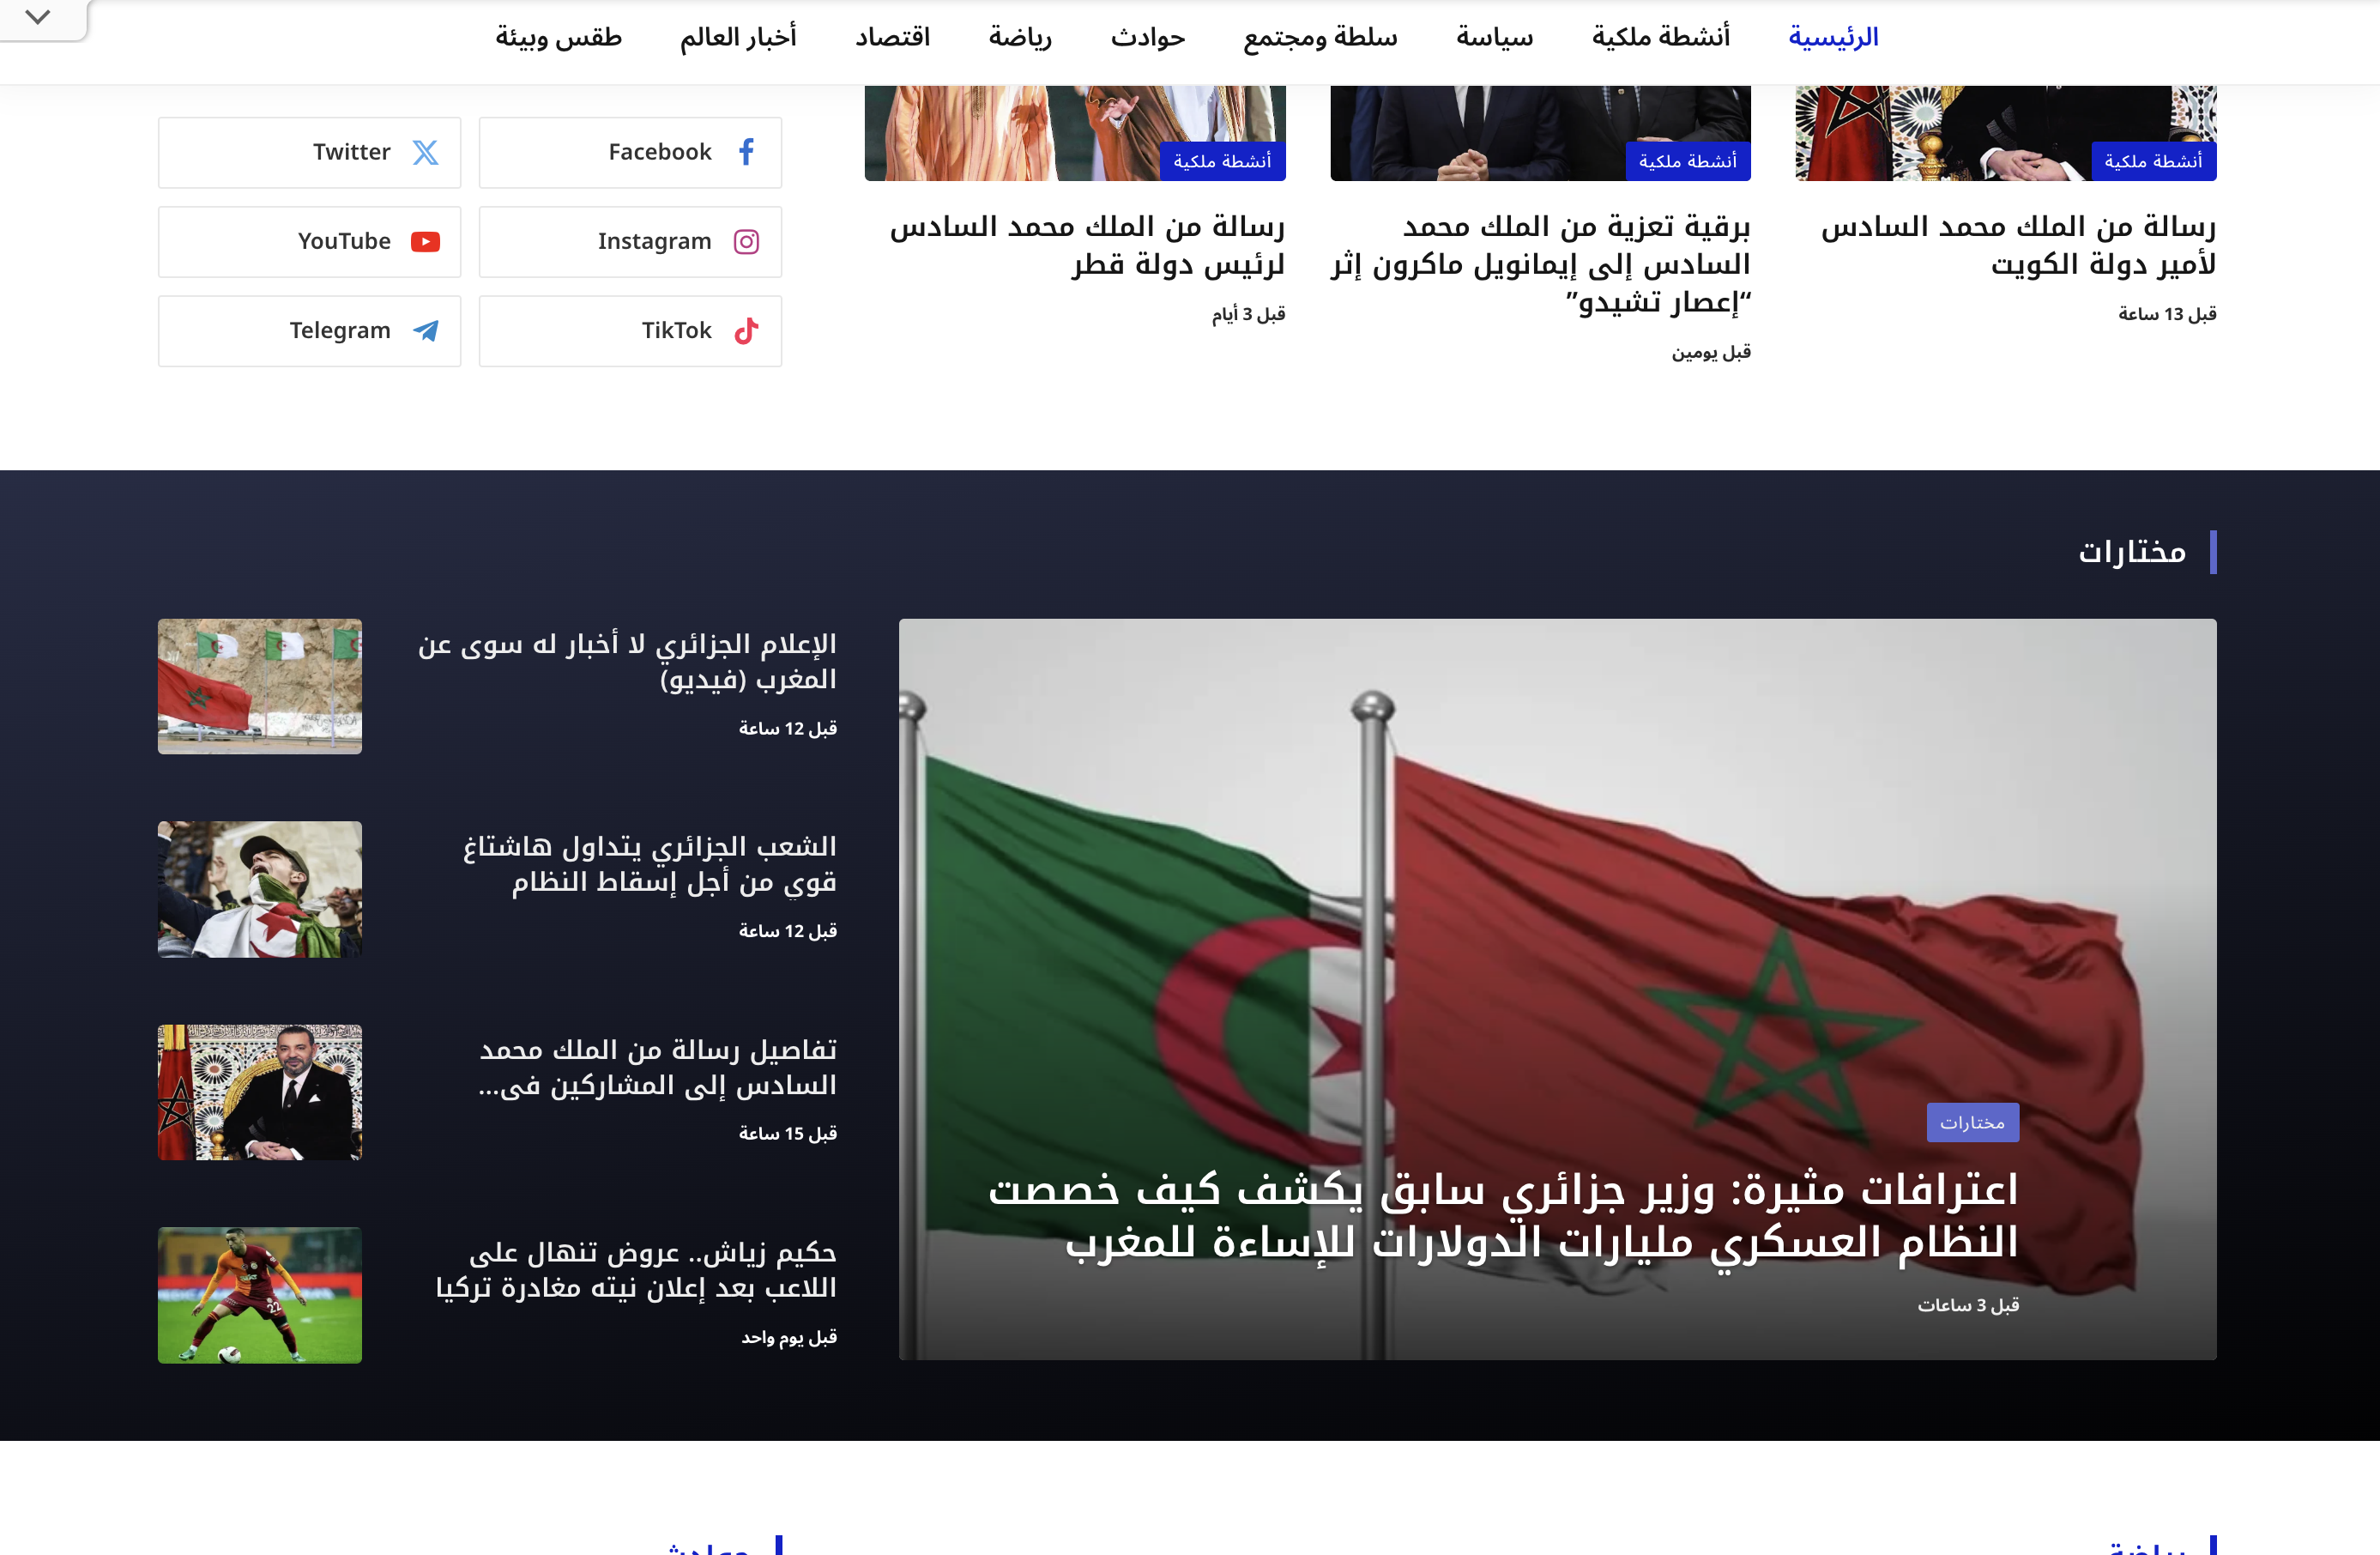 الرئيسية
أنشطة ملكية
سياسة
سلطة ومجتمع
حوادث
رياضة
اقتصاد
أخبار العالم
طقس وبيئة
أنشطة ملكية
رسالة من الملك محمد السادس
لأمير دولة الكويت
قبل 13 ساعة
أنشطة ملكية
برقية تعزية من الملك محمد
السادس إلى إيمانويل ماكرون إثر
“إعصار تشيدو”
قبل يومين
أنشطة ملكية
رسالة من الملك محمد السادس
لرئيس دولة قطر
قبل 3 أيام
Facebook
Twitter
Instagram
YouTube
TikTok
Telegram
مختارات
مختارات
اعترافات مثيرة: وزير جزائري سابق يكشف كيف خصصت
النظام العسكري مليارات الدولارات للإساءة للمغرب
قبل 3 ساعات
الإعلام الجزائري لا أخبار له سوى عن
المغرب (فيديو)
قبل 12 ساعة
الشعب الجزائري يتداول هاشتاغ
قوي من أجل إسقاط النظام
قبل 12 ساعة
تفاصيل رسالة من الملك محمد
السادس إلى المشاركين في...
قبل 15 ساعة
حكيم زياش.. عروض تنهال على
اللاعب بعد إعلان نيته مغادرة تركيا
قبل يوم واحد
22
رياضة
حوادث